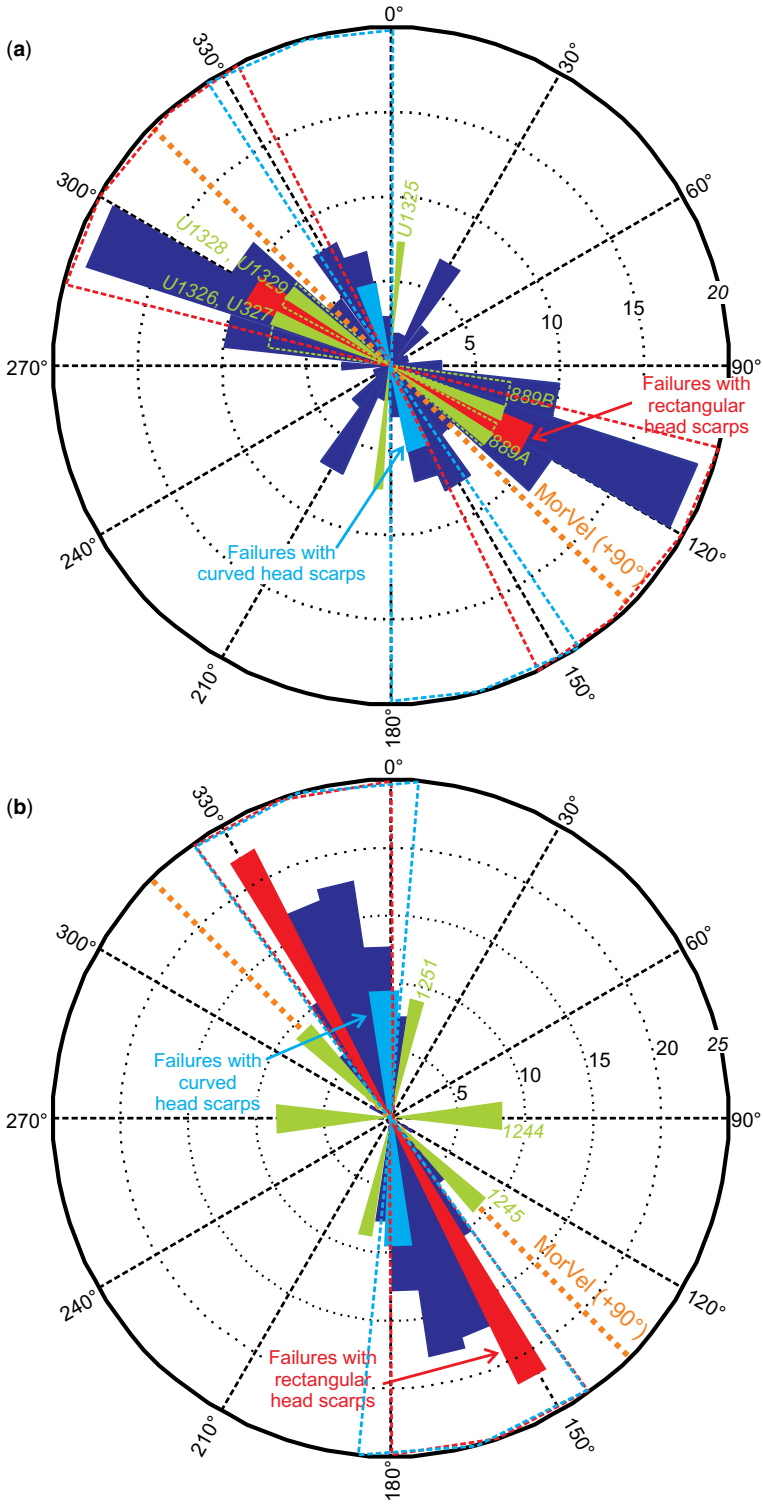 (a)
0°
30°
60°
90°
120°
150°
180°
210°
240°
270°
300°
330°
5
10
15
20
U1325
U1328 , U1329
U1326, U327
889B
889A
Failures with
rectangular
head scarps
MorVel (+90°)
Failures with
curved head scarps
(b)
0°
30°
60°
90°
120°
150°
180°
210°
240°
270°
300°
330°
5
10
15
20
25
1251
1244
1245
Failures with
curved
head scarps
MorVel (+90°)
Failures with
rectangular
head scarps